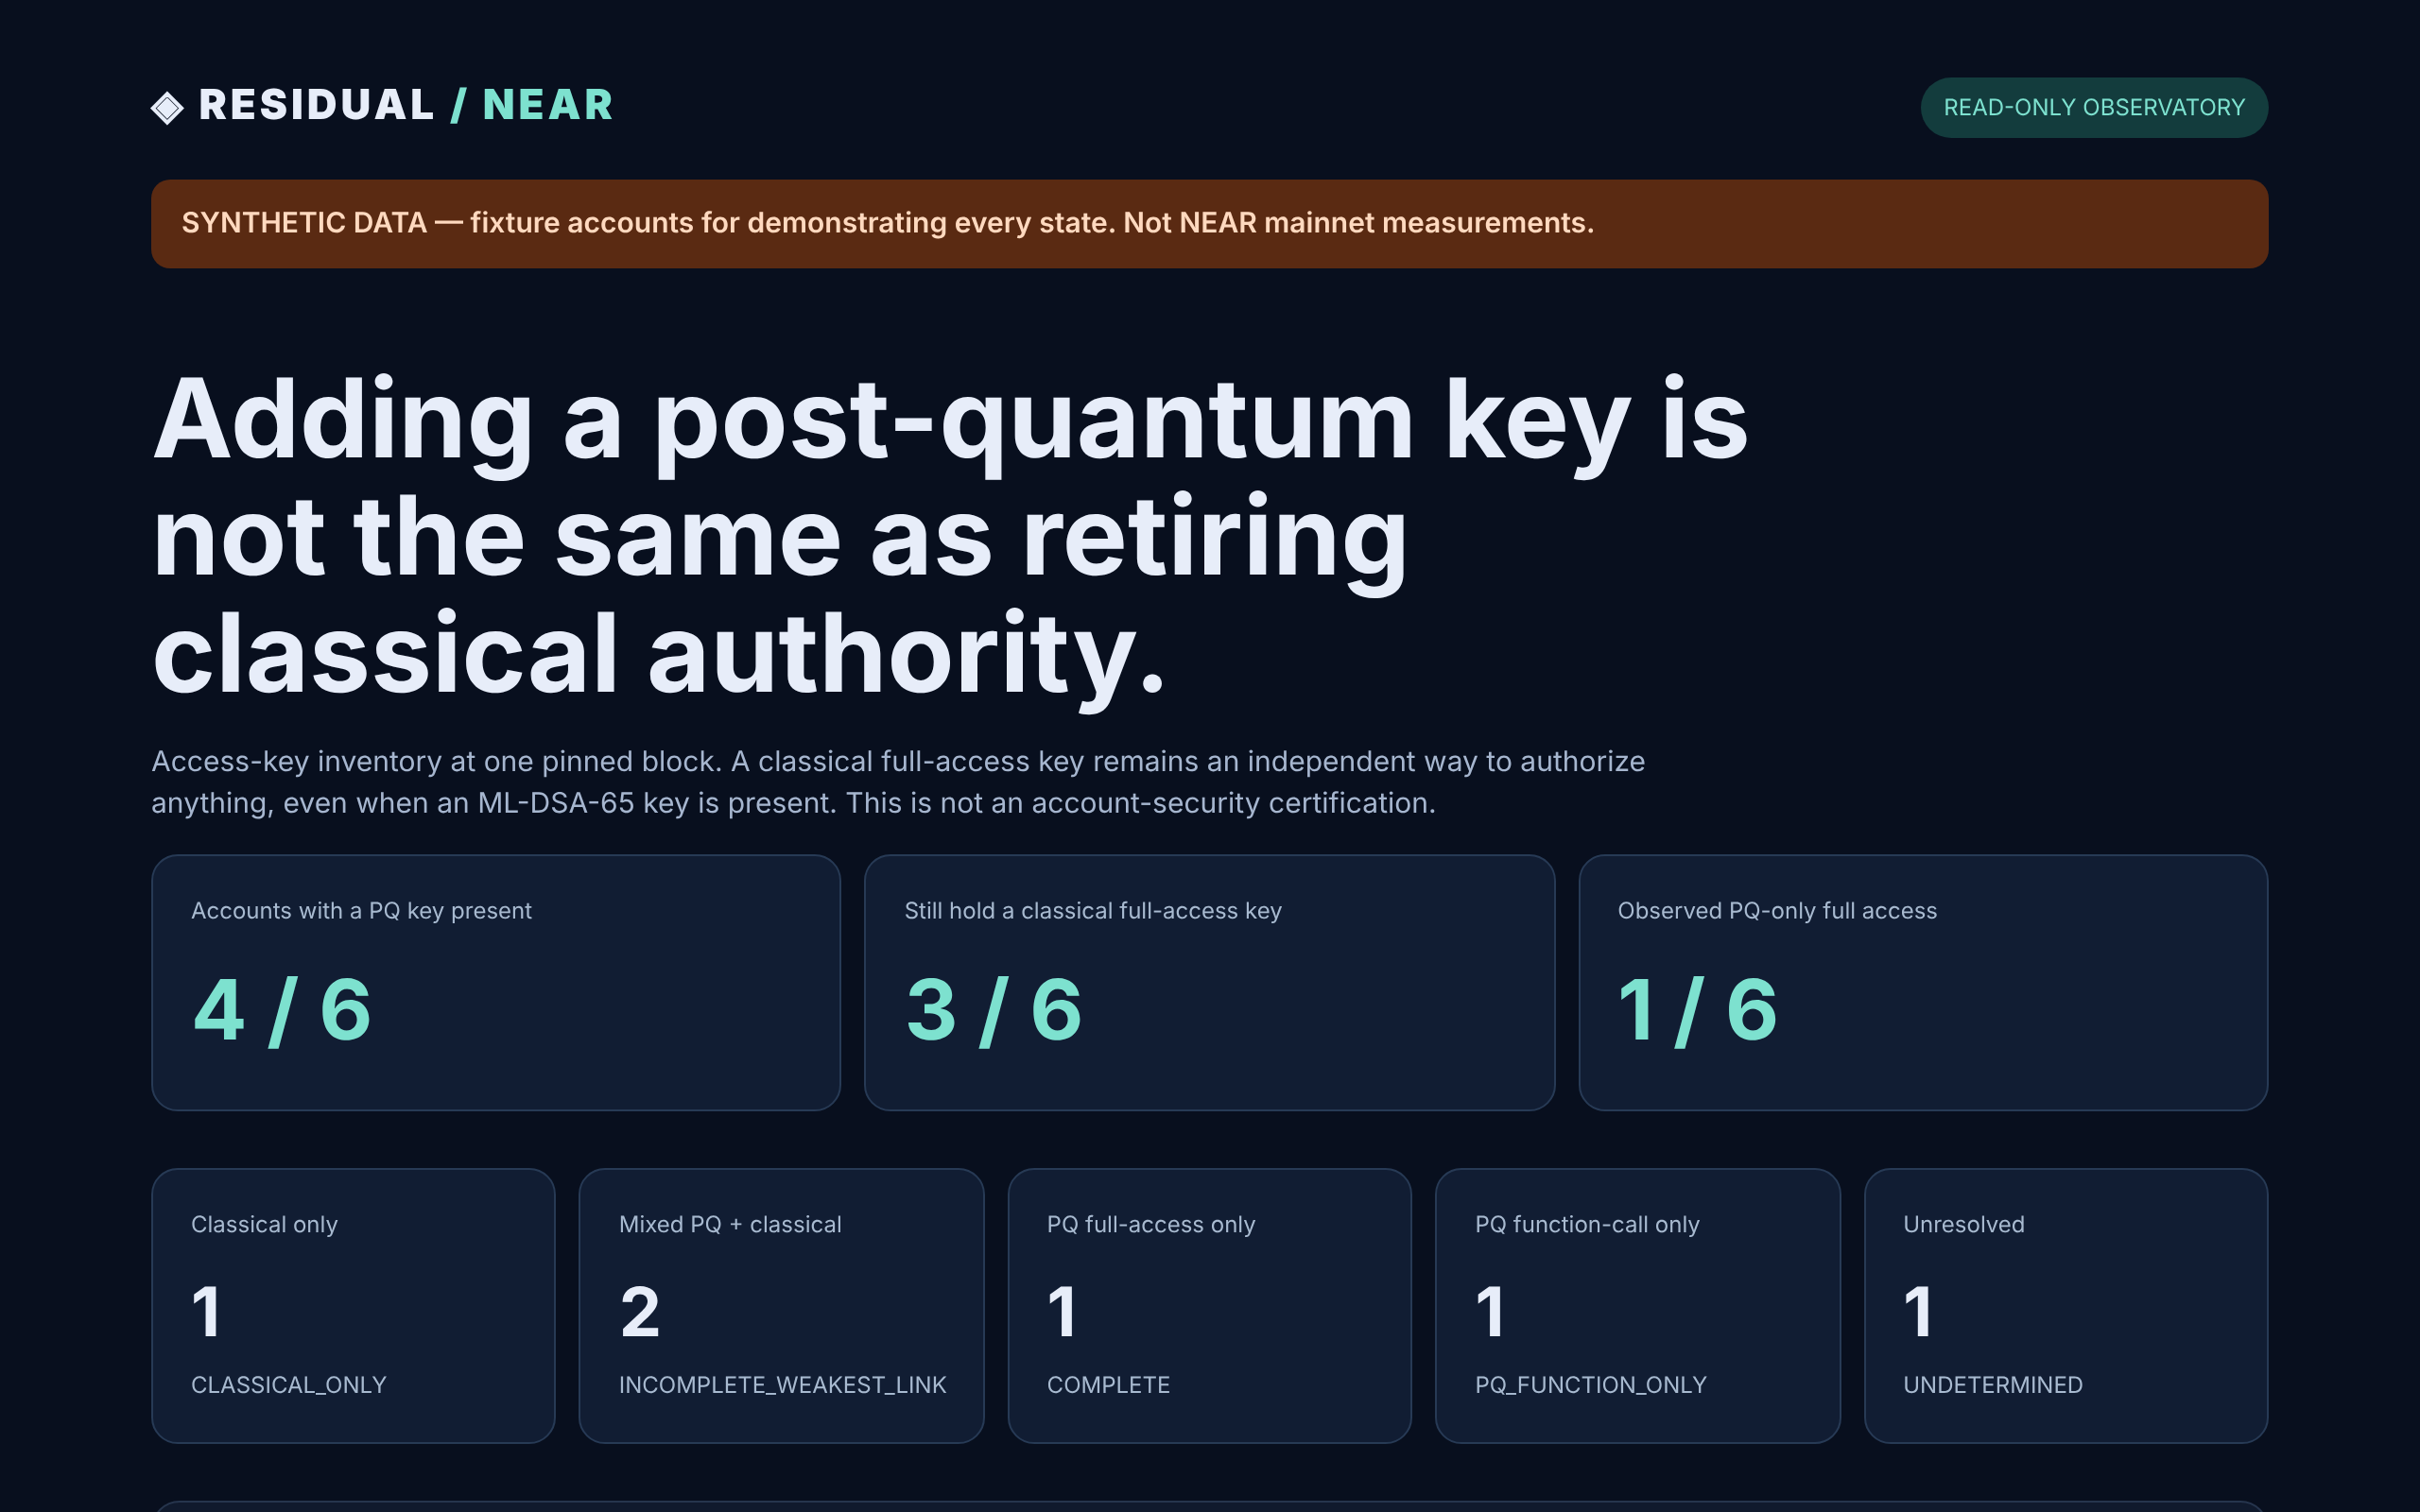 RESIDUAL / NEAR
READ-ONLY OBSERVATORY
SYNTHETIC DATA — fixture accounts for demonstrating every state. Not NEAR mainnet measurements.
Adding a post-quantum key is
not the same as retiring
classical authority.
Access-key inventory at one pinned block. A classical full-access key remains an independent way to authorize
anything, even when an ML-DSA-65 key is present. This is not an account-security certification.
Accounts with a PQ key present
4 / 6
Still hold a classical full-access key
3 / 6
Observed PQ-only full access
1 / 6
Classical only
1
CLASSICAL_ONLY
Mixed PQ + classical
2
INCOMPLETE_WEAKEST_LINK
PQ full-access only
1
COMPLETE
PQ function-call only
1
PQ_FUNCTION_ONLY
Unresolved
1
UNDETERMINED